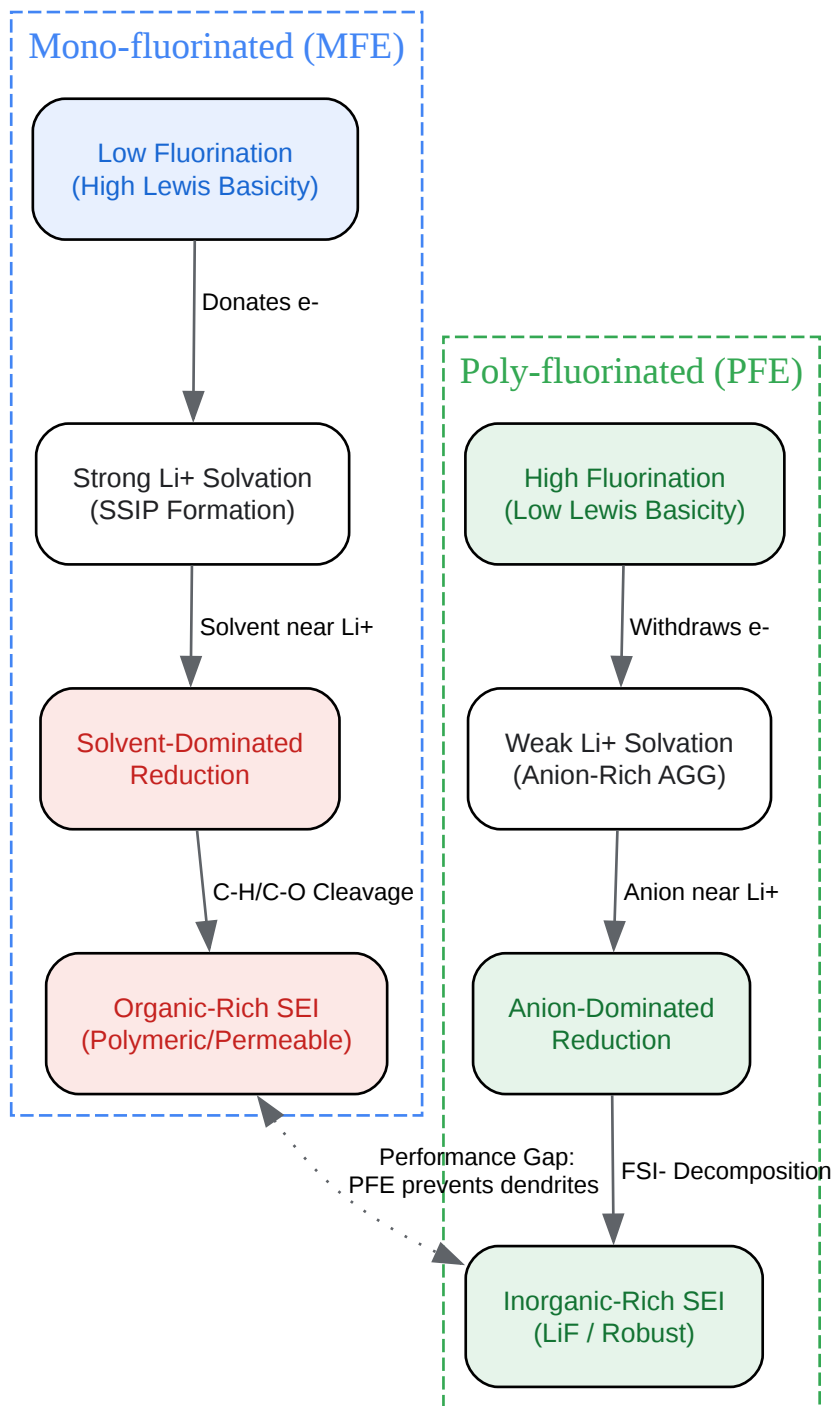 Mono-fluorinated (MFE)
Low Fluorination
(High Lewis Basicity)
Donates e-
Strong Li+ Solvation
(SSIP Formation)
Solvent near Li+
Solvent-Dominated
Reduction
C-H/C-O Cleavage
Organic-Rich SEI
(Polymeric/Permeable)
Poly-fluorinated (PFE)
High Fluorination
(Low Lewis Basicity)
Withdraws e-
Weak Li+ Solvation
(Anion-Rich AGG)
Anion near Li+
Anion-Dominated
Reduction
FSI- Decomposition
Performance Gap:
PFE prevents dendrites
Inorganic-Rich SEI
(LiF / Robust)